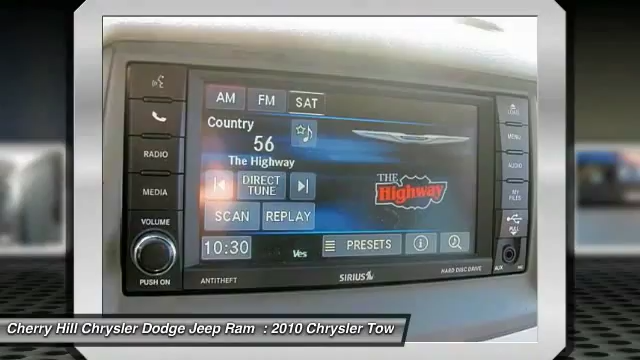 AM FM SAT
Country
56
The Highway
DIRECT
TUNE
SCAN REPLAY
10:30
Ves
PRESETS
THE
Highway
RADIO
MEDIA
VOLUME
PUSH ON
ANTITHEFT
SIRIUS
HARD DISC DRIVE
MENU
AUDIO
MY
FILES
PULL
AUX
Cherry Hill Chrysler Dodge Jeep Ram : 2010 Chrysler Tow